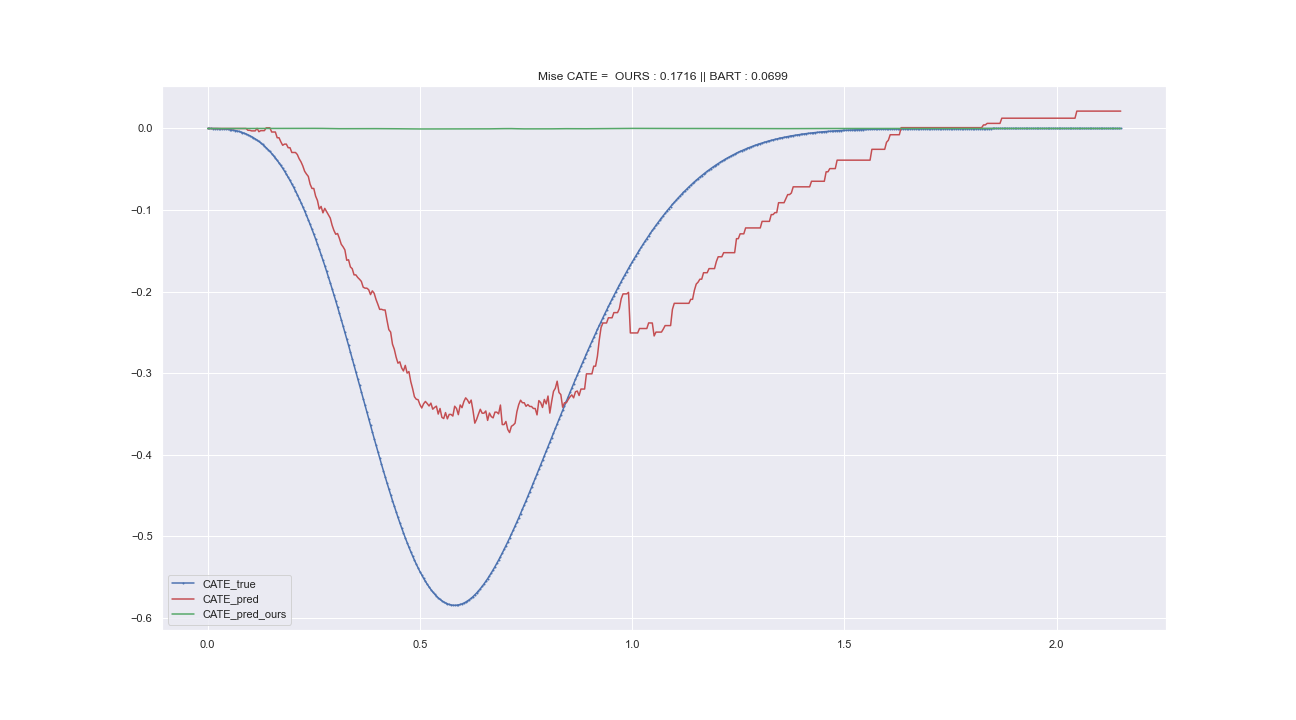 Mise CATE =  OURS : 0.1716 || BART : 0.0699
0.0
−0.1
−0.2
−0.3
−0.4
−0.5
−0.6
CATE_true
CATE_pred
CATE_pred_ours
0.0 0.5 1.0 1.5 2.0